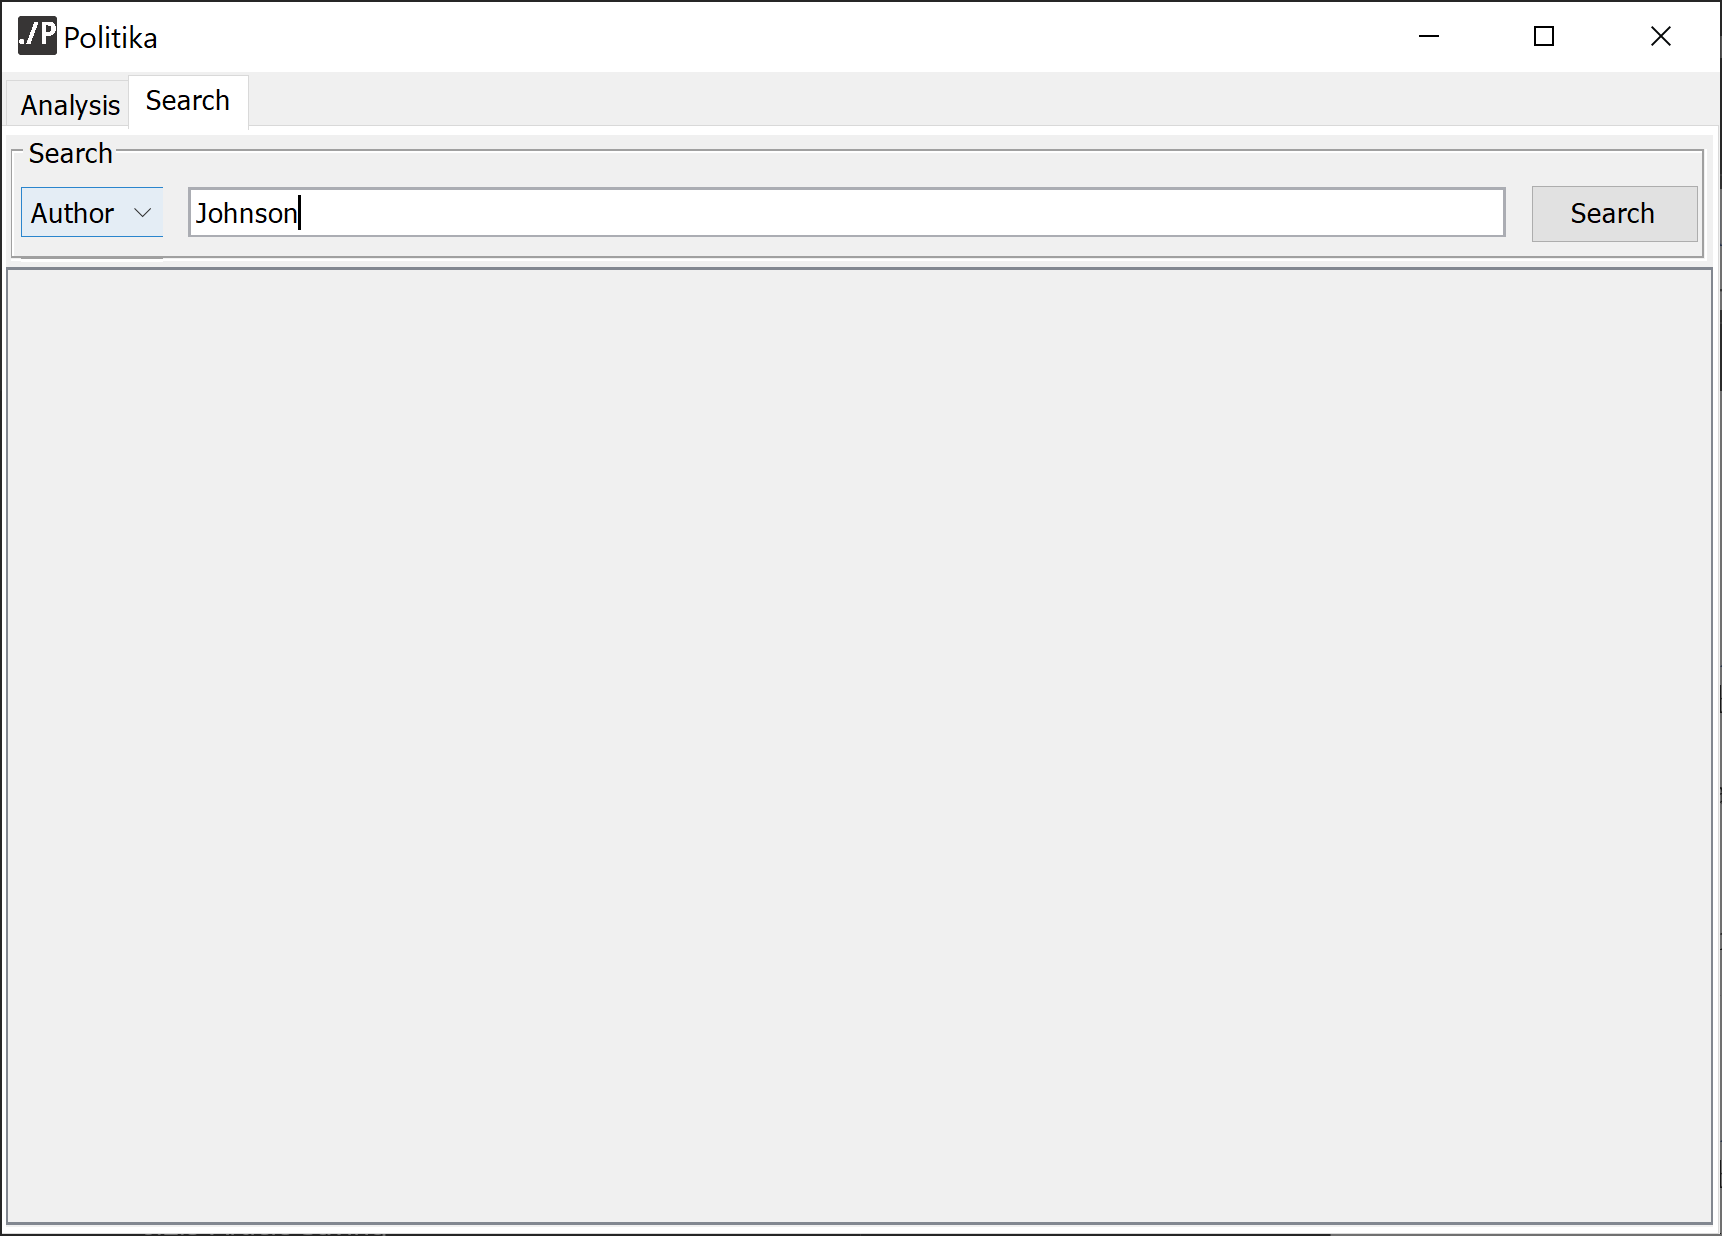 ./P Politika
Analysis Search
Search
Author Johnson Search